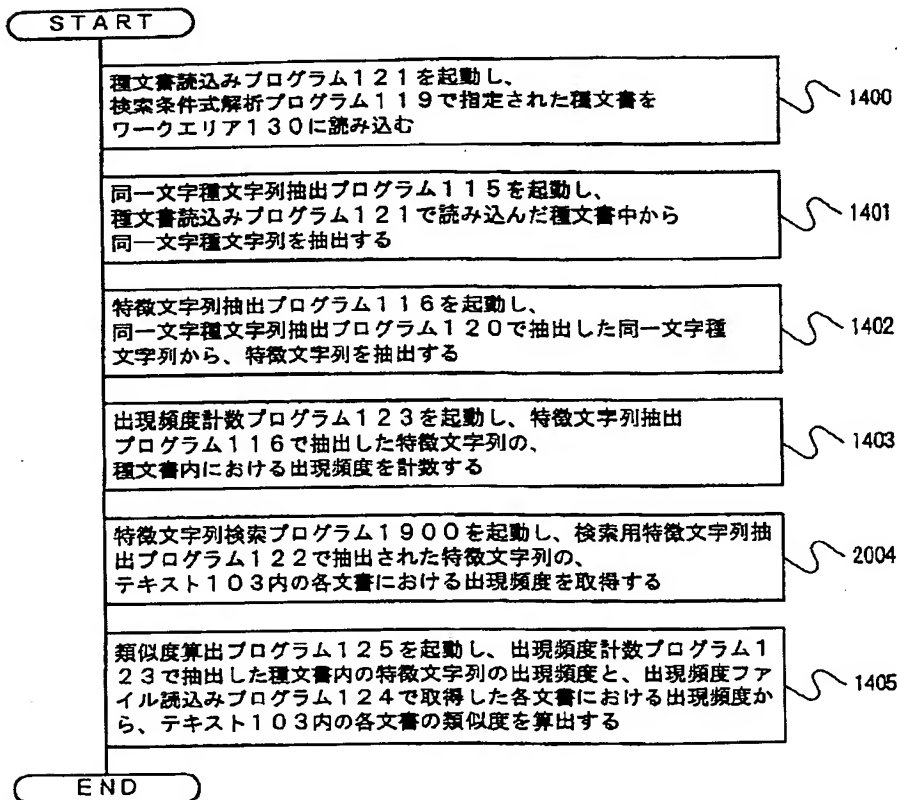 START
種文書読込みプログラム121を起動し、
検索条件式解析プログラム119で指定された種文書を
ワークエリア130に読み込む
1400
同一文字種文字列抽出プログラム115を起動し、
種文書読込みプログラム121で読み込んだ種文書中から
同一文字種文字列を抽出する
1401
特徴文字列抽出プログラム116を起動し、
同一文字種文字列抽出プログラム120で抽出した同一文字種
文字列から、特徴文字列を抽出する
1402
出現頻度計数プログラム123を起動し、特徴文字列抽出
プログラム116で抽出した特徴文字列の、
種文書内における出現頻度を計数する
1403
特徴文字列検索プログラム1900を起動し、検索用特徴文字列抽
出プログラム122で抽出された特徴文字列の、
テキスト103内の各文書における出現頻度を取得する
2004
類似度算出プログラム125を起動し、出現頻度計数プログラム1
23で抽出した種文書内の特徴文字列の出現頻度と、出現頻度ファ
イル読込みプログラム124で取得した各文書における出現頻度か
ら、テキスト103内の各文書の類似度を算出する
1405
END